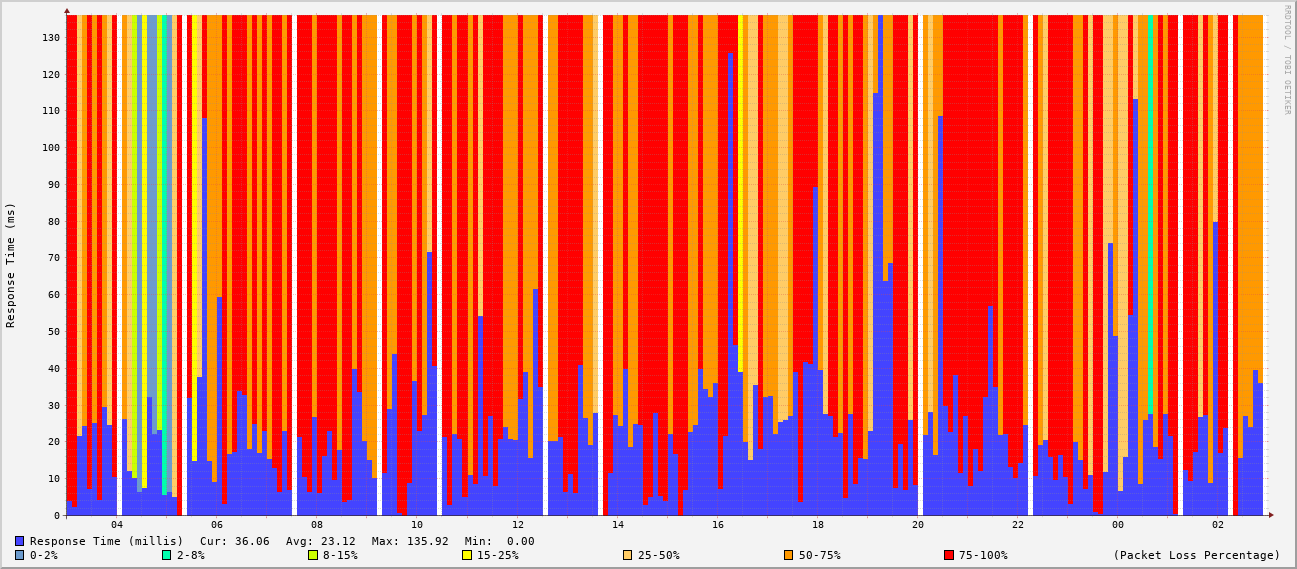 RRDTOOL / TOBI OETIKER
Response Time (ms)
130
120
110
100
90
80
70
60
50
40
30
20
10
0
04 06 08 10 12 14 16 18 20 22 00 02
Response Time (millis) Cur: 36.06 Avg: 23.12 Max: 135.92 Min: 0.00
0-2% 2-8% 8-15% 15-25% 25-50% 50-75% 75-100% (Packet Loss Percentage)